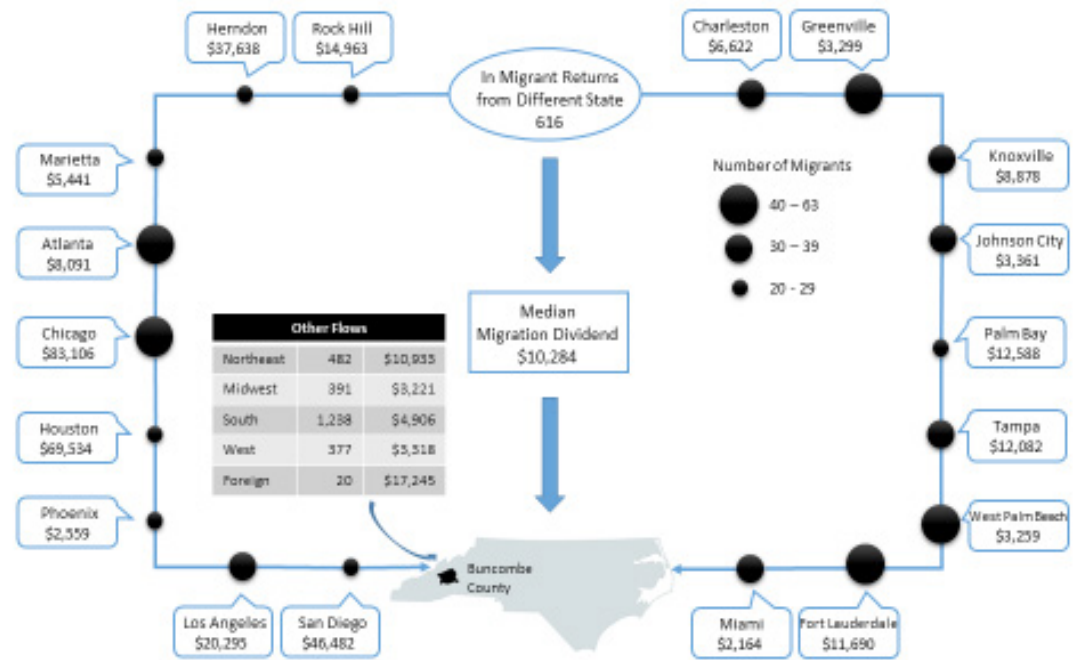 Herndon
$37,638
Rock Hill
$14,963
In Migrant Returns
from Different State
616
Charleston
$6,622
Greenville
$3,299
Marietta
$5,441
Atlanta
$8,091
Chicago
$83,106
Houston
$69,534
Phoenix
$2,559
Los Angeles
$20,295
San Diego
$46,482
Number of Migrants
40 – 63
30 – 39
20 - 29
Knoxville
$8,878
Johnson City
$3,361
Palm Bay
$12,588
Tampa
$12,082
West Palm Beach
$3,259
Fort Lauderdale
$11,690
Miami
$2,164
Median
Migration Dividend
$10,284
Other Flows
Northeast 482 $10,935
Midwest 391 $3,221
South 1,238 $4,906
West 377 $5,318
Foreign 20 $17,245
Buncombe
County